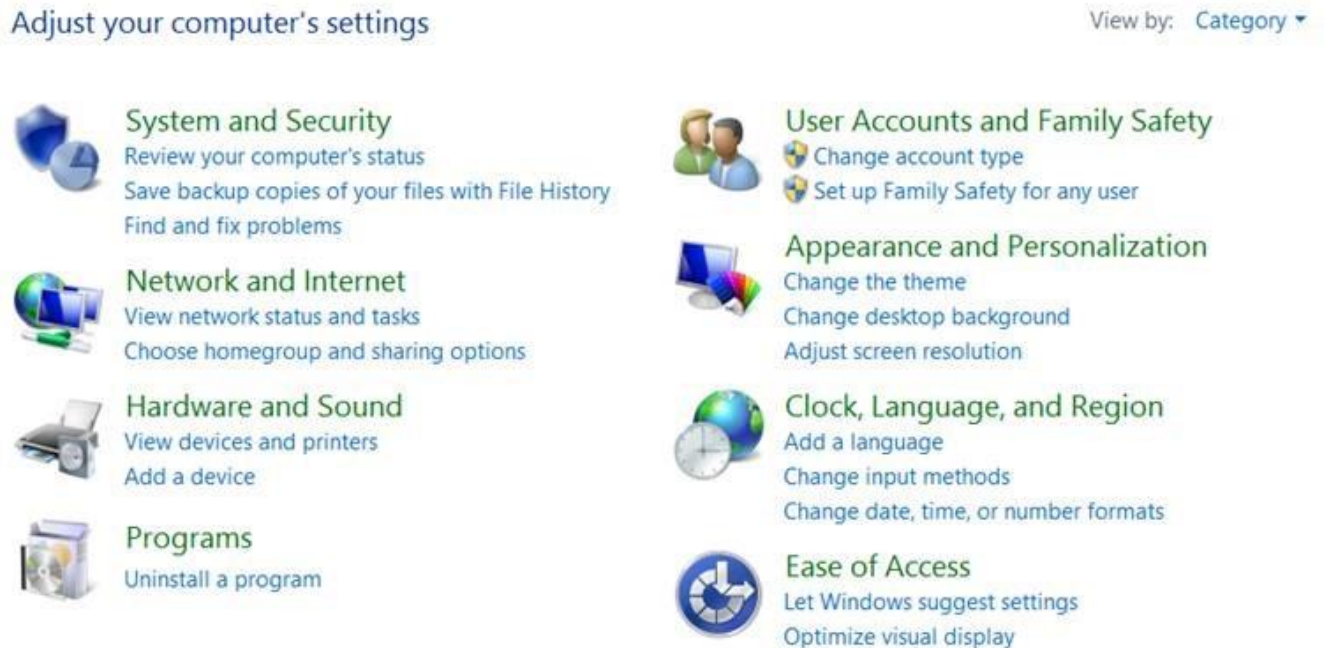 Adjust your computer's settings
View by: Category
System and Security
Review your computer's status
Save backup copies of your files with File History
Find and fix problems
Network and Internet
View network status and tasks
Choose homegroup and sharing options
Hardware and Sound
View devices and printers
Add a device
Programs
Uninstall a program
User Accounts and Family Safety
Change account type
Set up Family Safety for any user
Appearance and Personalization
Change the theme
Change desktop background
Adjust screen resolution
Clock, Language, and Region
Add a language
Change input methods
Change date, time, or number formats
Ease of Access
Let Windows suggest settings
Optimize visual display